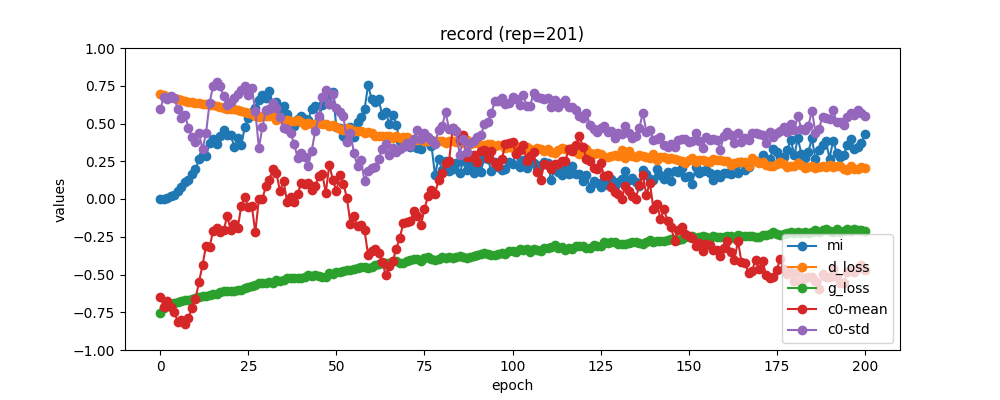 record (rep=201)
values
1.00
0.75
0.50
0.25
0.00
−0.25
−0.50
−0.75
−1.00
0 25 50 75 100 125 150 175 200
epoch
mi
d_loss
g_loss
c0-mean
c0-std